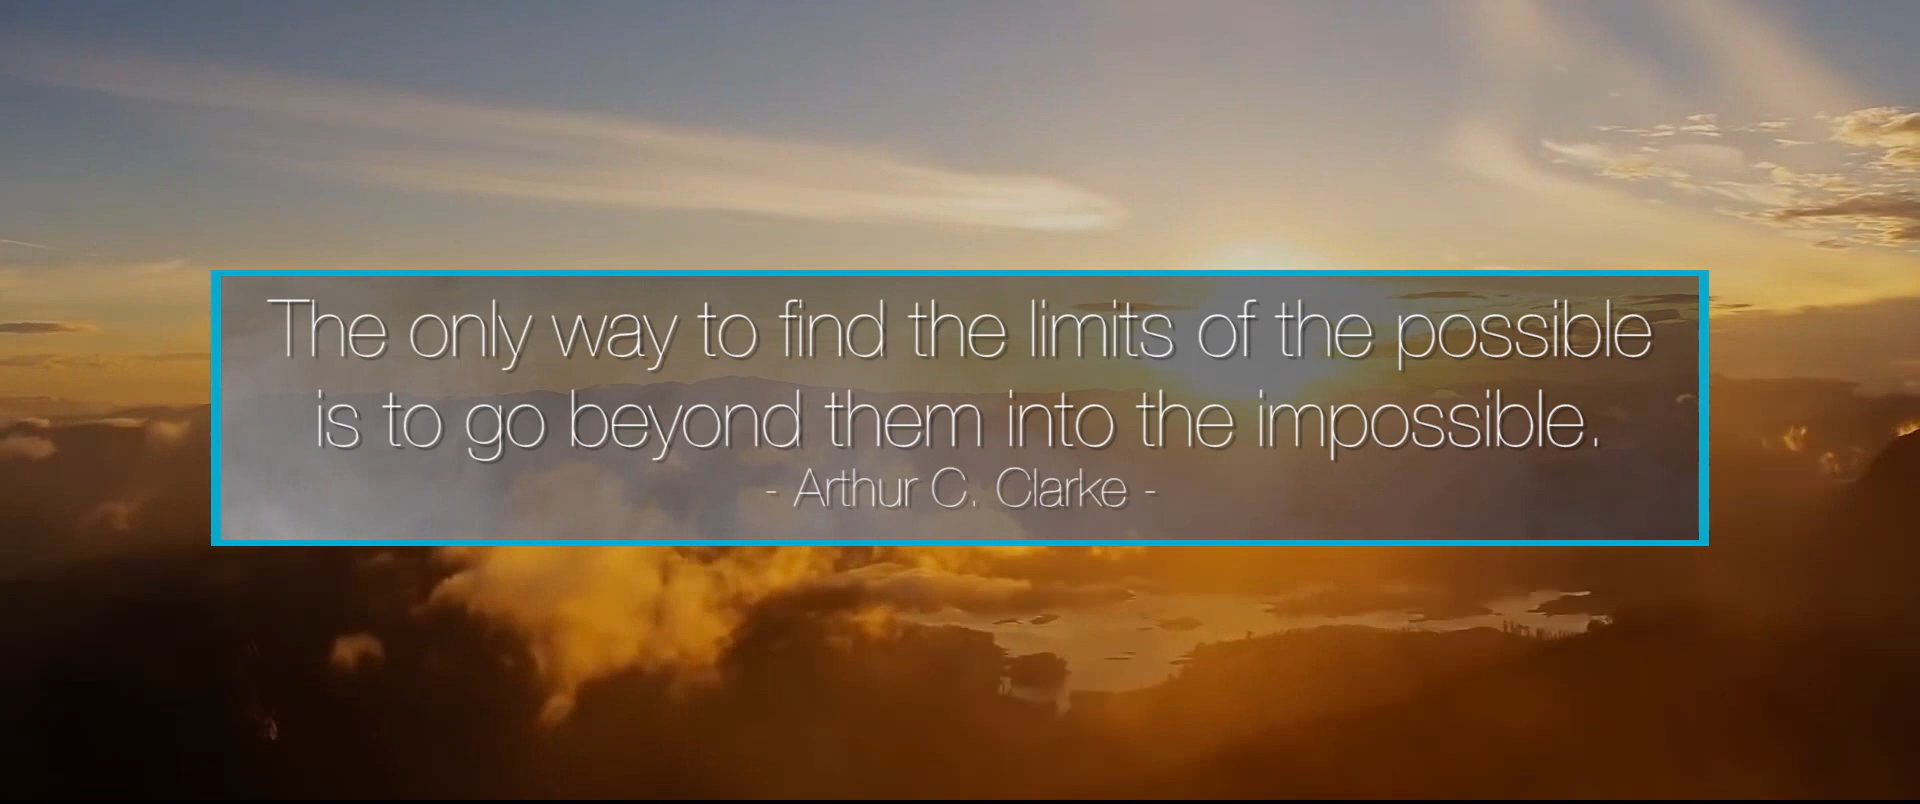 The only way to find the limits of the possible
is to go beyond them into the impossible.
- Arthur C. Clarke -